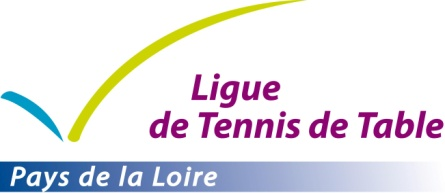 Ligue
de Tennis de Table
Pays de la Loire